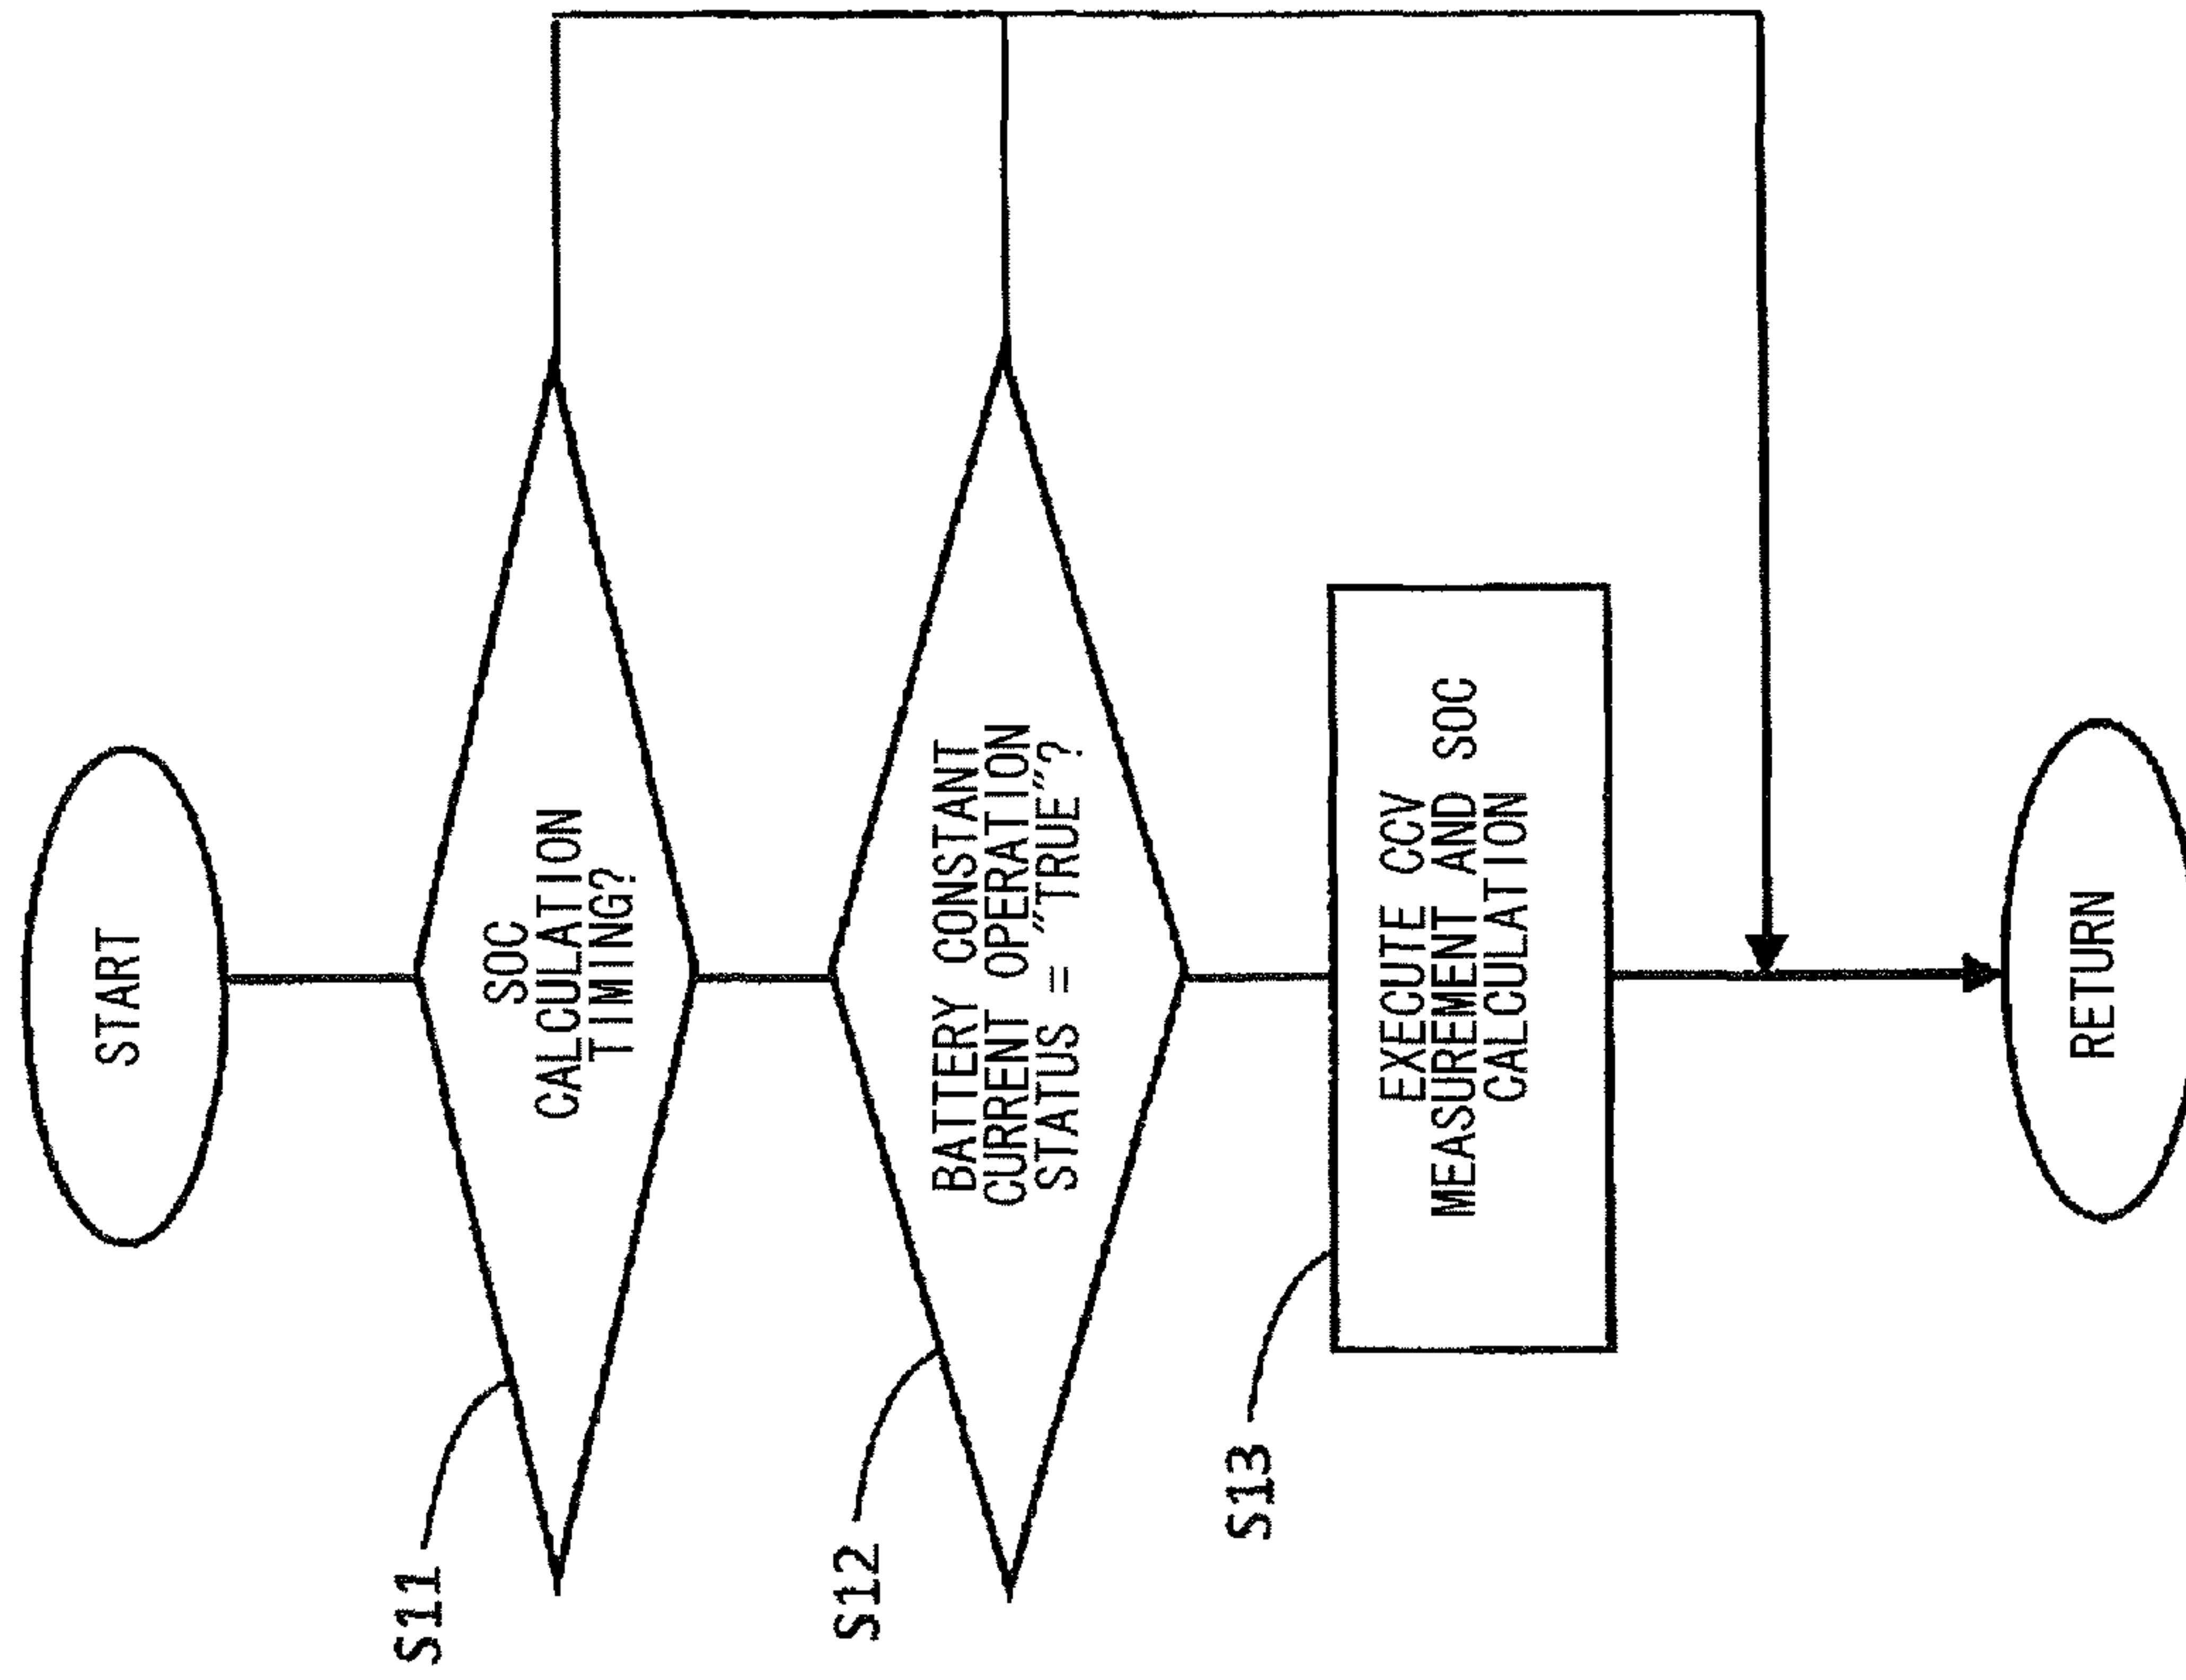 START
S11
SOC
CALCULATION
TIMING?
S12
BATTERY CONSTANT
CURRENT OPERATION
STATUS = "TRUE"?
S13
EXECUTE CCV
MEASUREMENT AND SOC
CALCULATION
RETURN